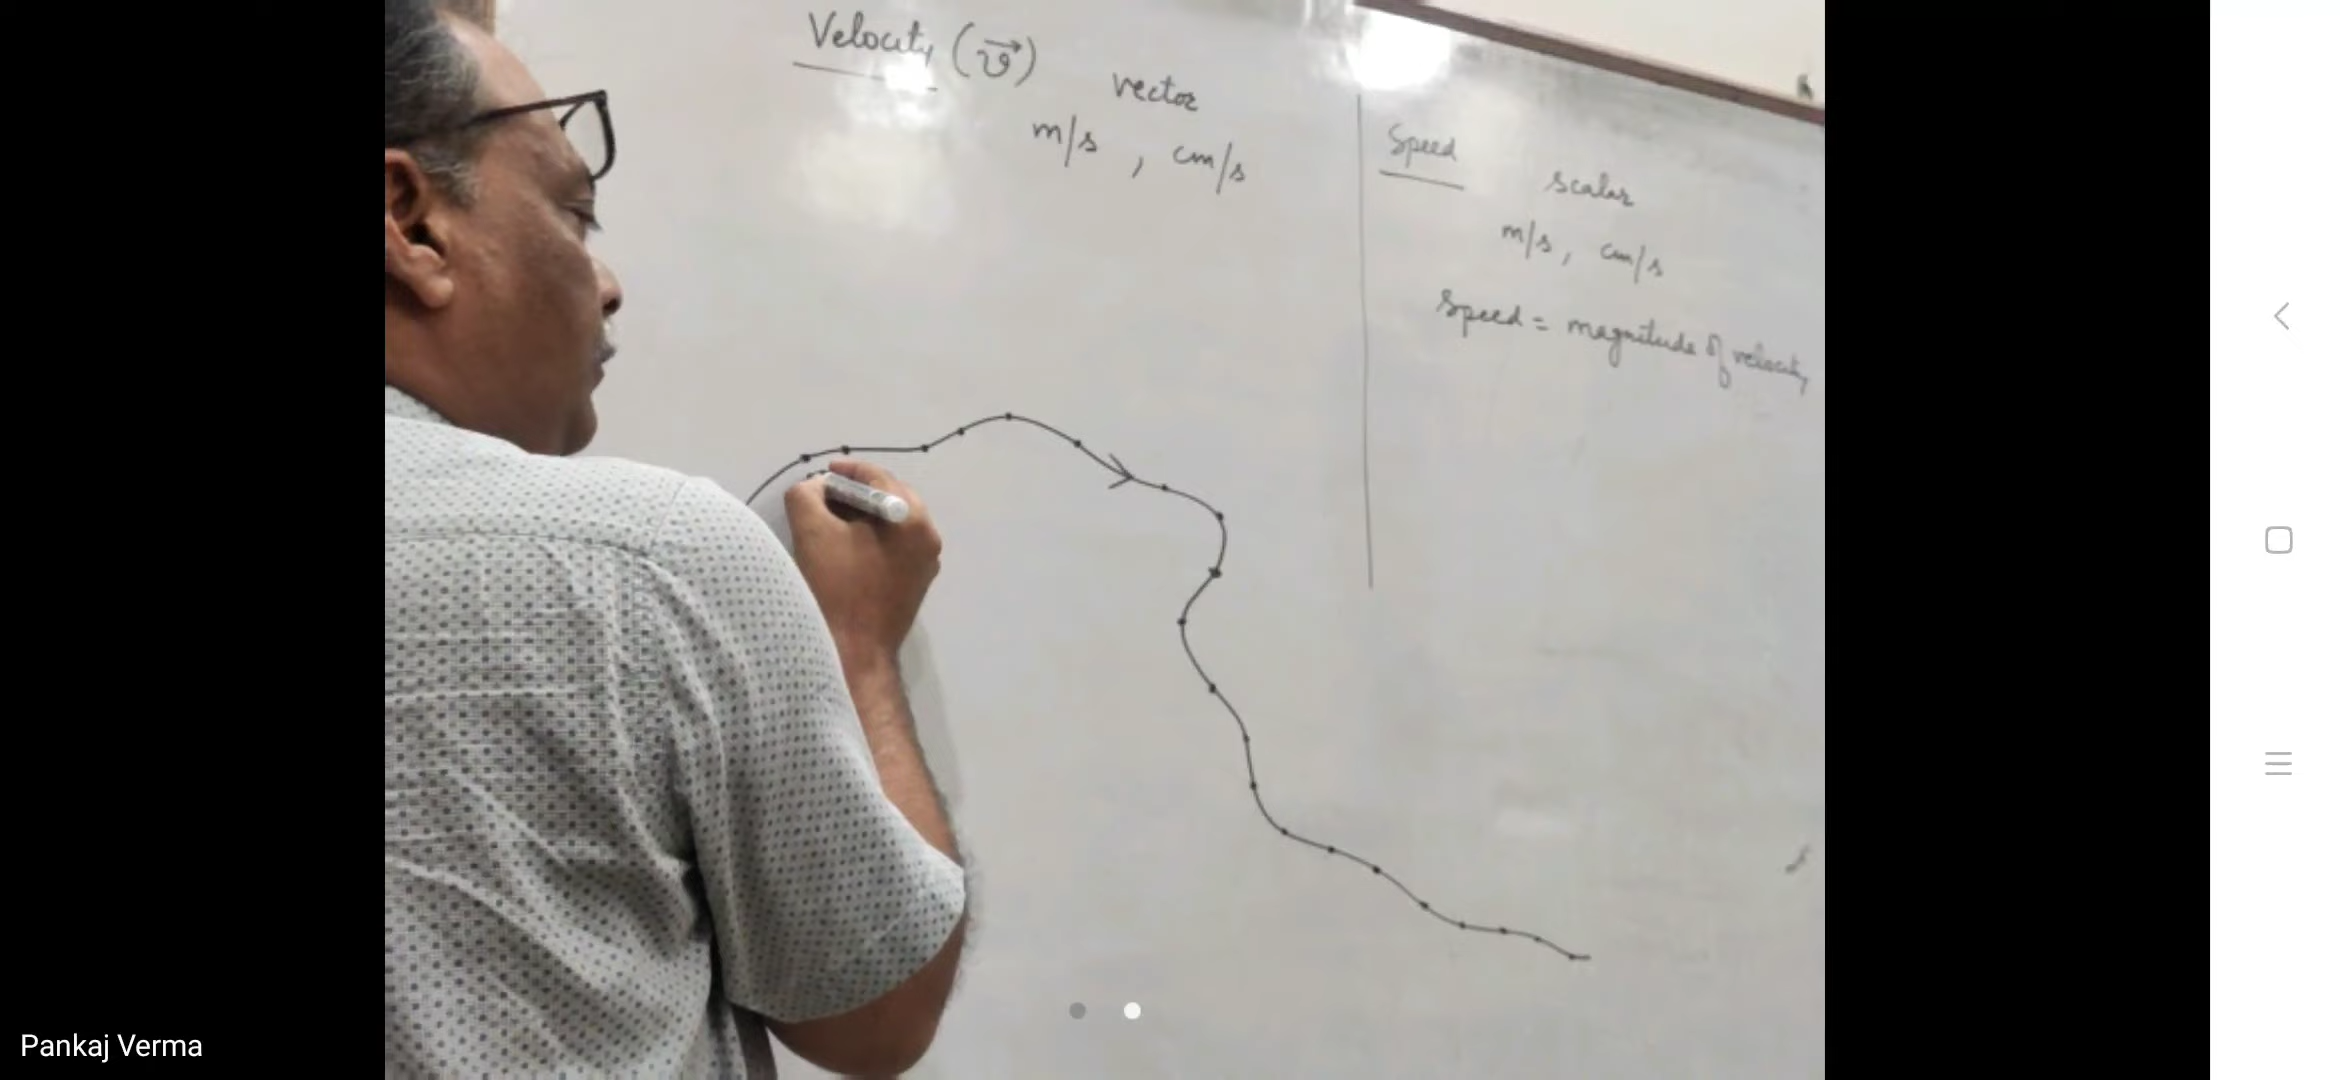 Velocity (v⃗)
vector
m/s , cm/s
Speed
scalar
m/s , cm/s
Speed = magnitude of velocity
Pankaj Verma